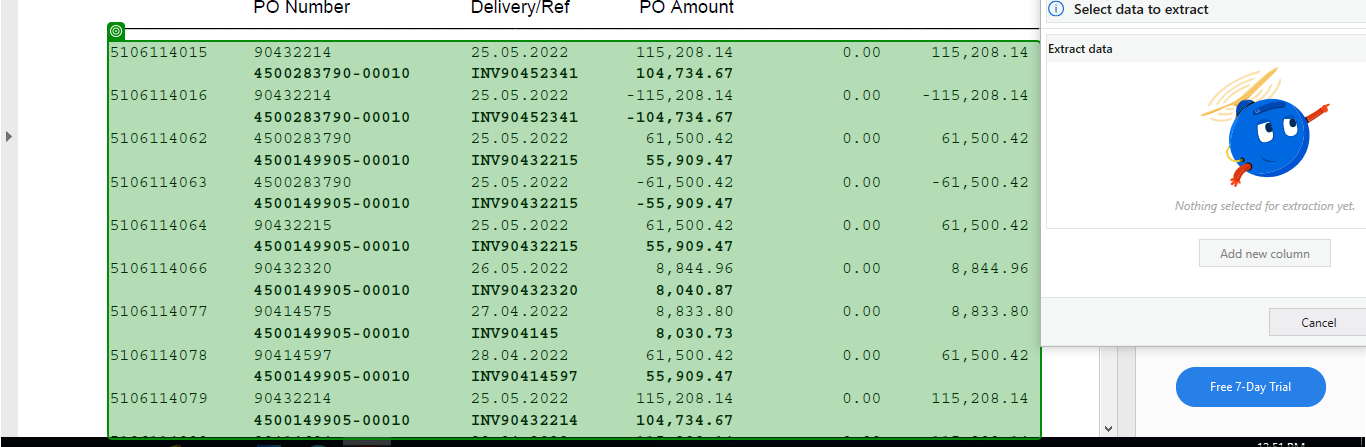 PO Number Delivery/Ref PO Amount
Select data to extract
Extract data
5106114015 90432214 25.05.2022 115,208.14 0.00 115,208.14
4500283790-00010 INV90452341 104,734.67
5106114016 90432214 25.05.2022 -115,208.14 0.00 -115,208.14
4500283790-00010 INV90452341 -104,734.67
5106114062 4500283790 25.05.2022 61,500.42 0.00 61,500.42
4500149905-00010 INV90432215 55,909.47
5106114063 4500283790 25.05.2022 -61,500.42 0.00 -61,500.42
4500149905-00010 INV90432215 -55,909.47
5106114064 90432215 25.05.2022 61,500.42 0.00 61,500.42
4500149905-00010 INV90432215 55,909.47
5106114066 90432320 26.05.2022 8,844.96 0.00 8,844.96
4500149905-00010 INV90432320 8,040.87
5106114077 90414575 27.04.2022 8,833.80 0.00 8,833.80
4500149905-00010 INV904145 8,030.73
5106114078 90414597 28.04.2022 61,500.42 0.00 61,500.42
4500149905-00010 INV90414597 55,909.47
5106114079 90432214 25.05.2022 115,208.14 0.00 115,208.14
4500149905-00010 INV90432214 104,734.67
Nothing selected for extraction yet.
Add new column
Cancel
Free 7-Day Trial